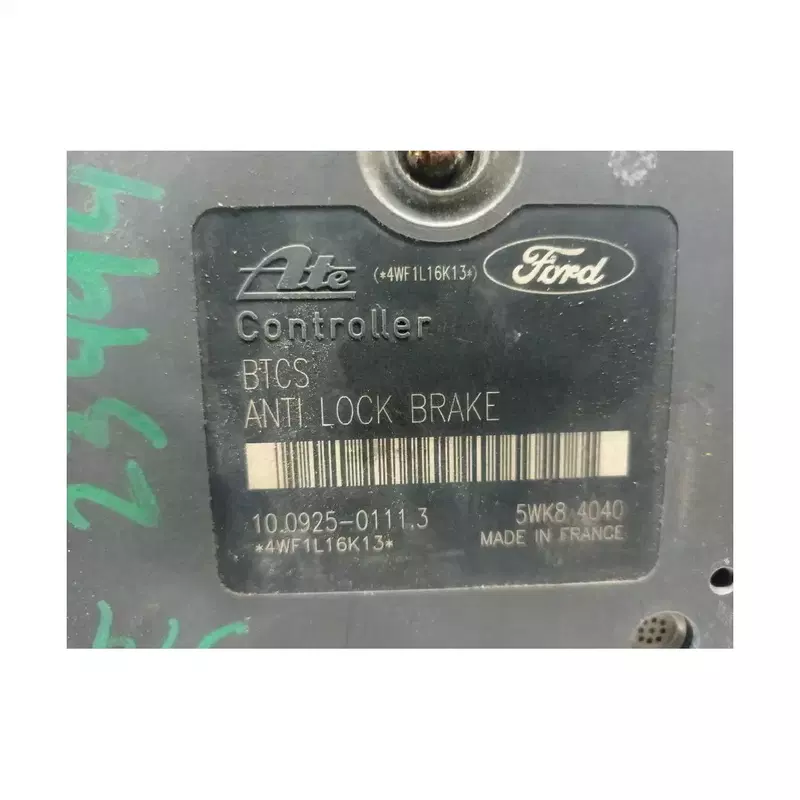 Ate (*4WF1L16K13*) Ford
Controller
BTCS
ANTI LOCK BRAKE
10.0925-0111.3 5WK8 4040
*4WF1L16K13* MADE IN FRANCE